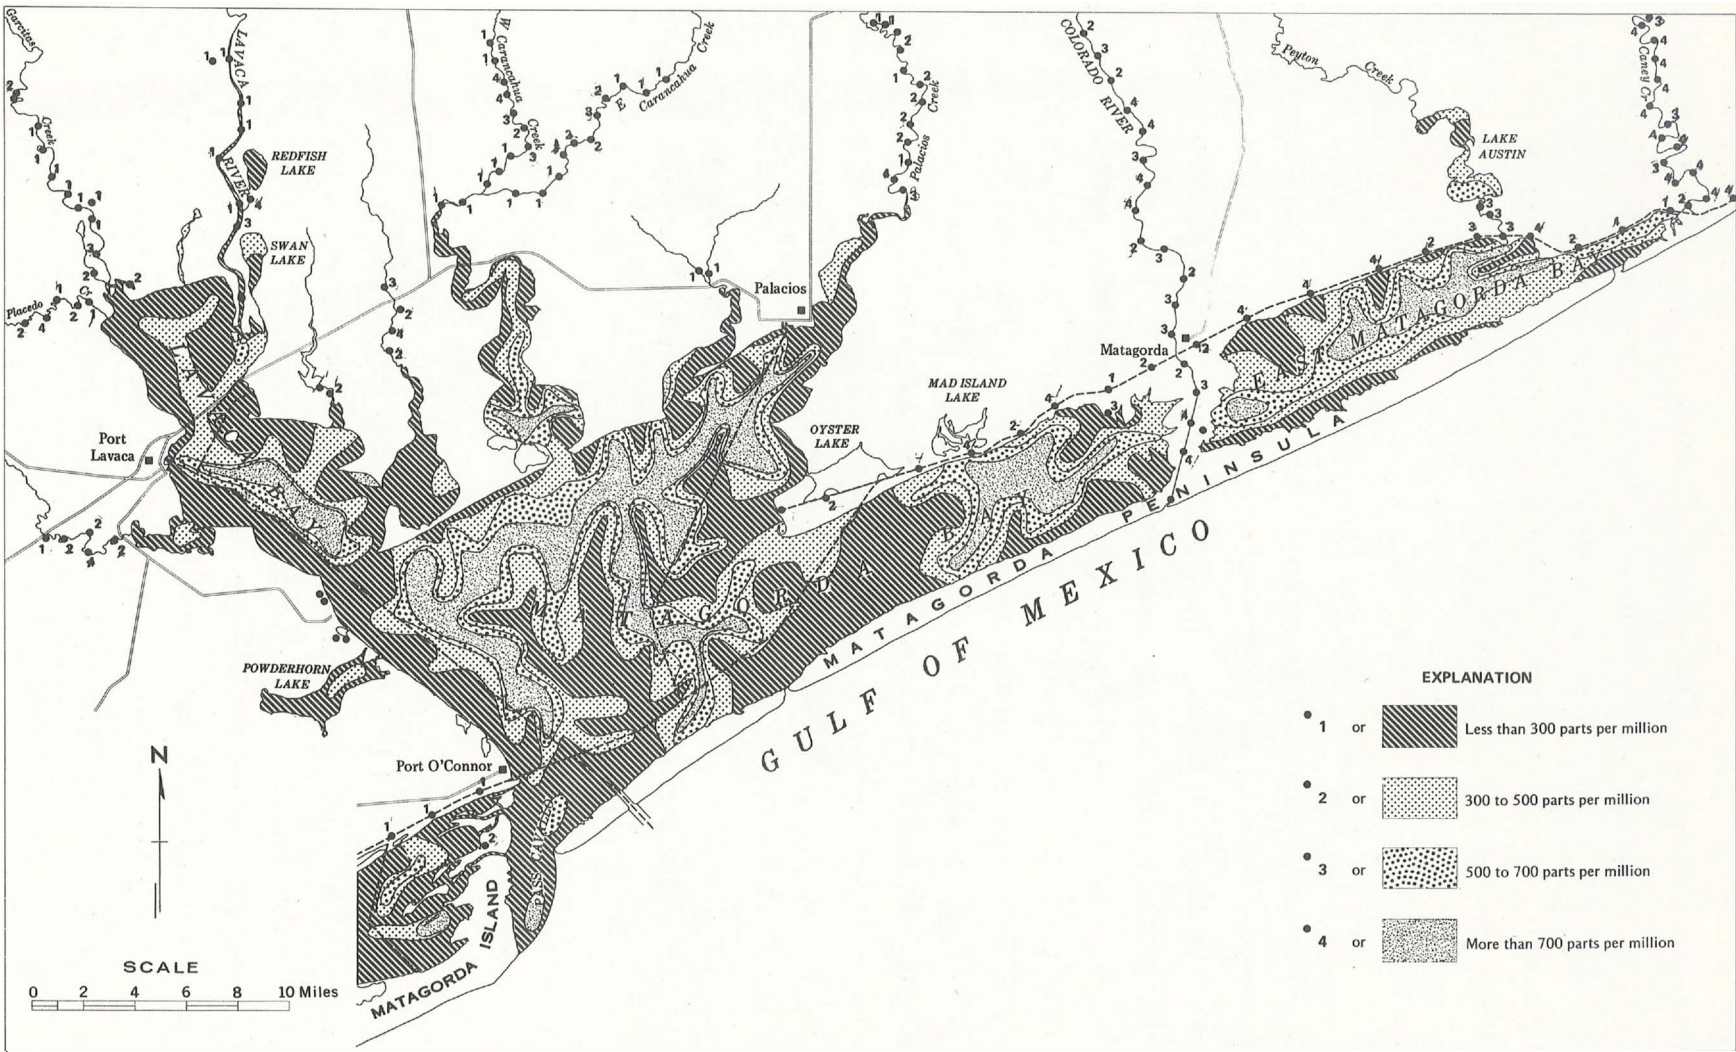 Garcitas
Creek
LAVACA
RIVER
W Carancahua
Creek
E Carancahua
Creek
Palacios
Creek
COLORADO
RIVER
Peyton
Creek
Caney Cr
REDFISH
LAKE
SWAN
LAKE
LAKE
AUSTIN
Placedo
Palacios
Matagorda
Port
Lavaca
LAVACA
BAY
MAD ISLAND
LAKE
OYSTER
LAKE
EAST MATAGORDA BAY
MATAGORDA
BAY
MATAGORDA PENINSULA
GULF OF MEXICO
POWDERHORN
LAKE
Port O'Connor
PASS CAVALLO
MATAGORDA
ISLAND
N
SCALE
0 2 4 6 8 10 Miles
EXPLANATION
1 or Less than 300 parts per million
2 or 300 to 500 parts per million
3 or 500 to 700 parts per million
4 or More than 700 parts per million